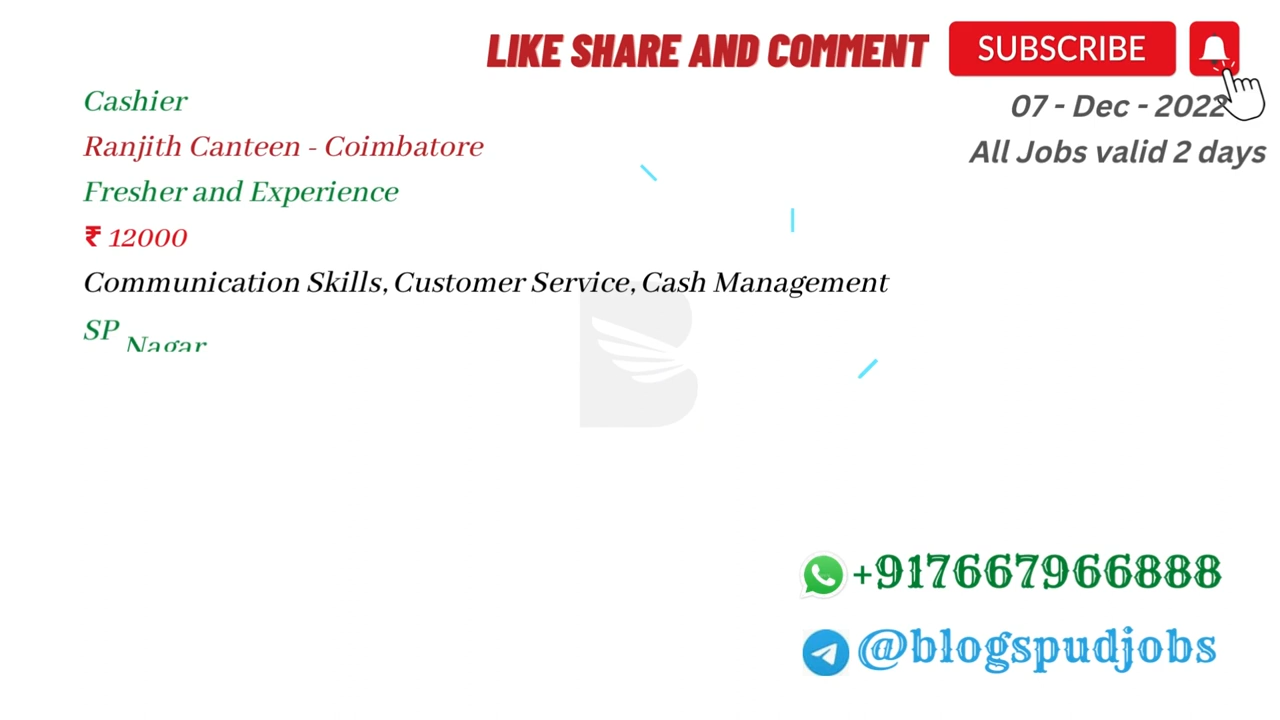 LIKE SHARE AND COMMENT
SUBSCRIBE
07 - Dec - 2022
All Jobs valid 2 days
Cashier
Ranjith Canteen - Coimbatore
Fresher and Experience
₹ 12000
Communication Skills, Customer Service, Cash Management
SP Nagar
+917667966888
@blogspudjobs